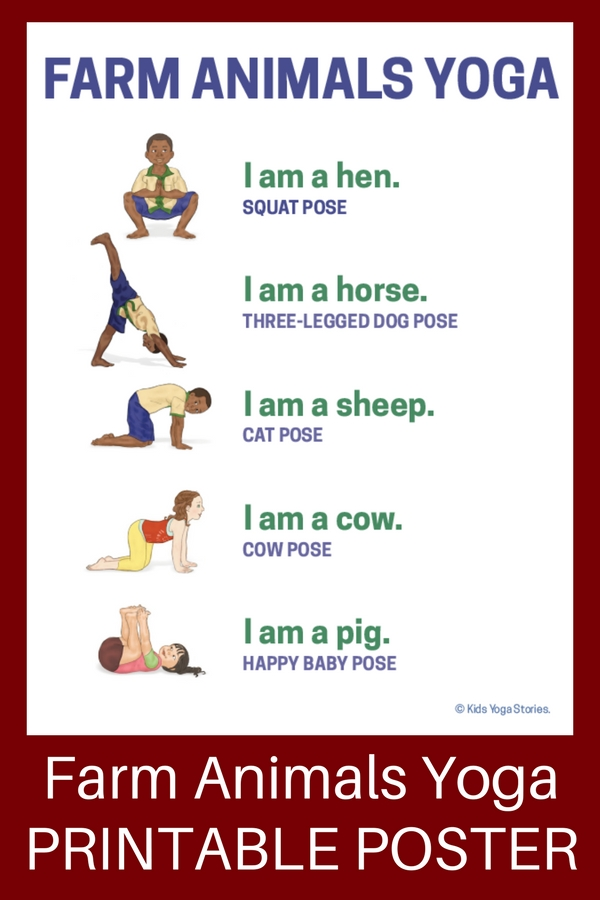 FARM ANIMALS YOGA
I am a hen.
SQUAT POSE
I am a horse.
THREE-LEGGED DOG POSE
I am a sheep.
CAT POSE
I am a cow.
COW POSE
I am a pig.
HAPPY BABY POSE
© Kids Yoga Stories.
Farm Animals Yoga
PRINTABLE POSTER